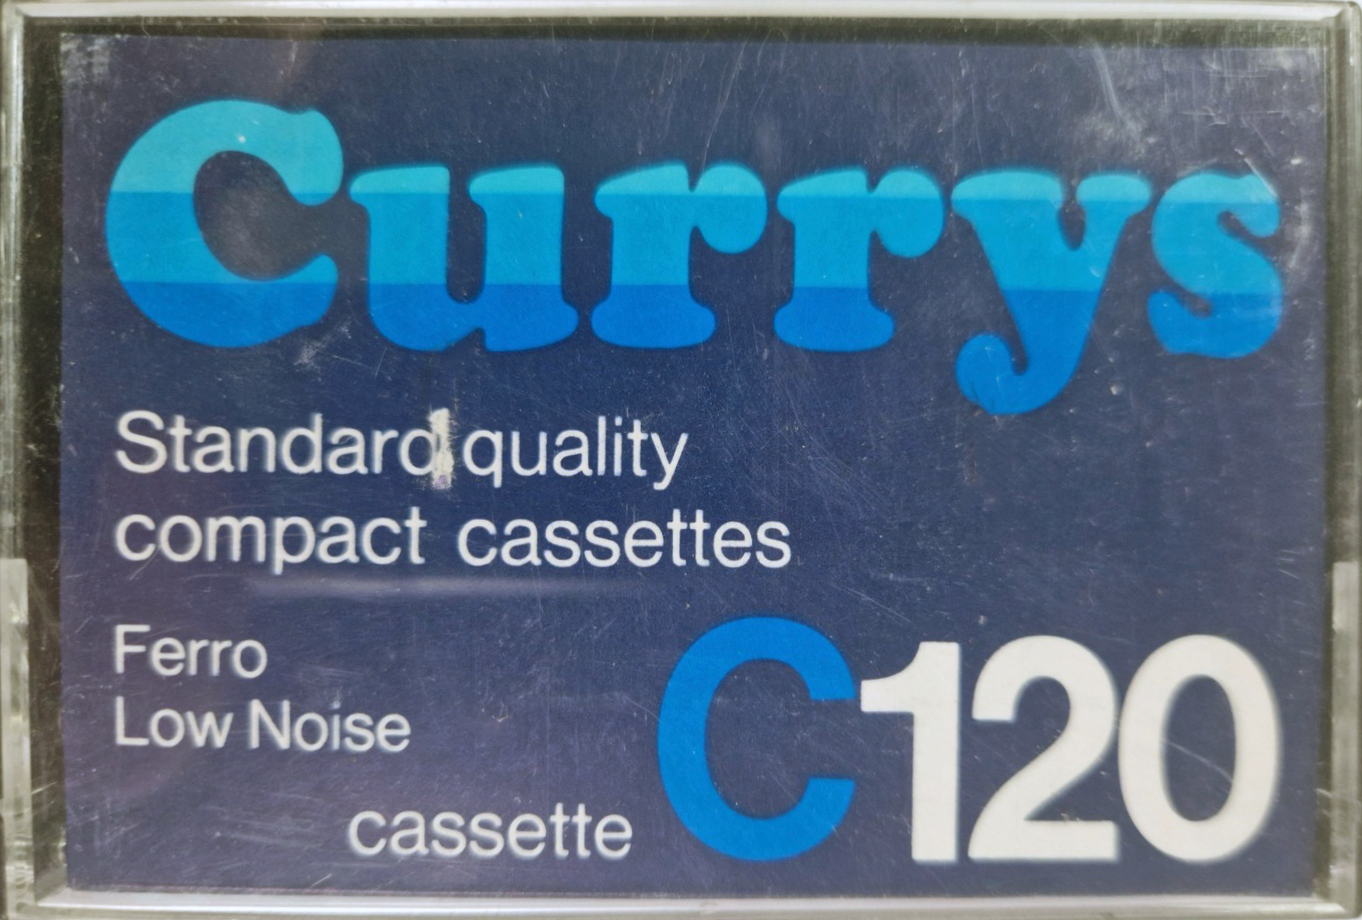 Currys
Standard quality
compact cassettes
Ferro
Low Noise
cassette C120